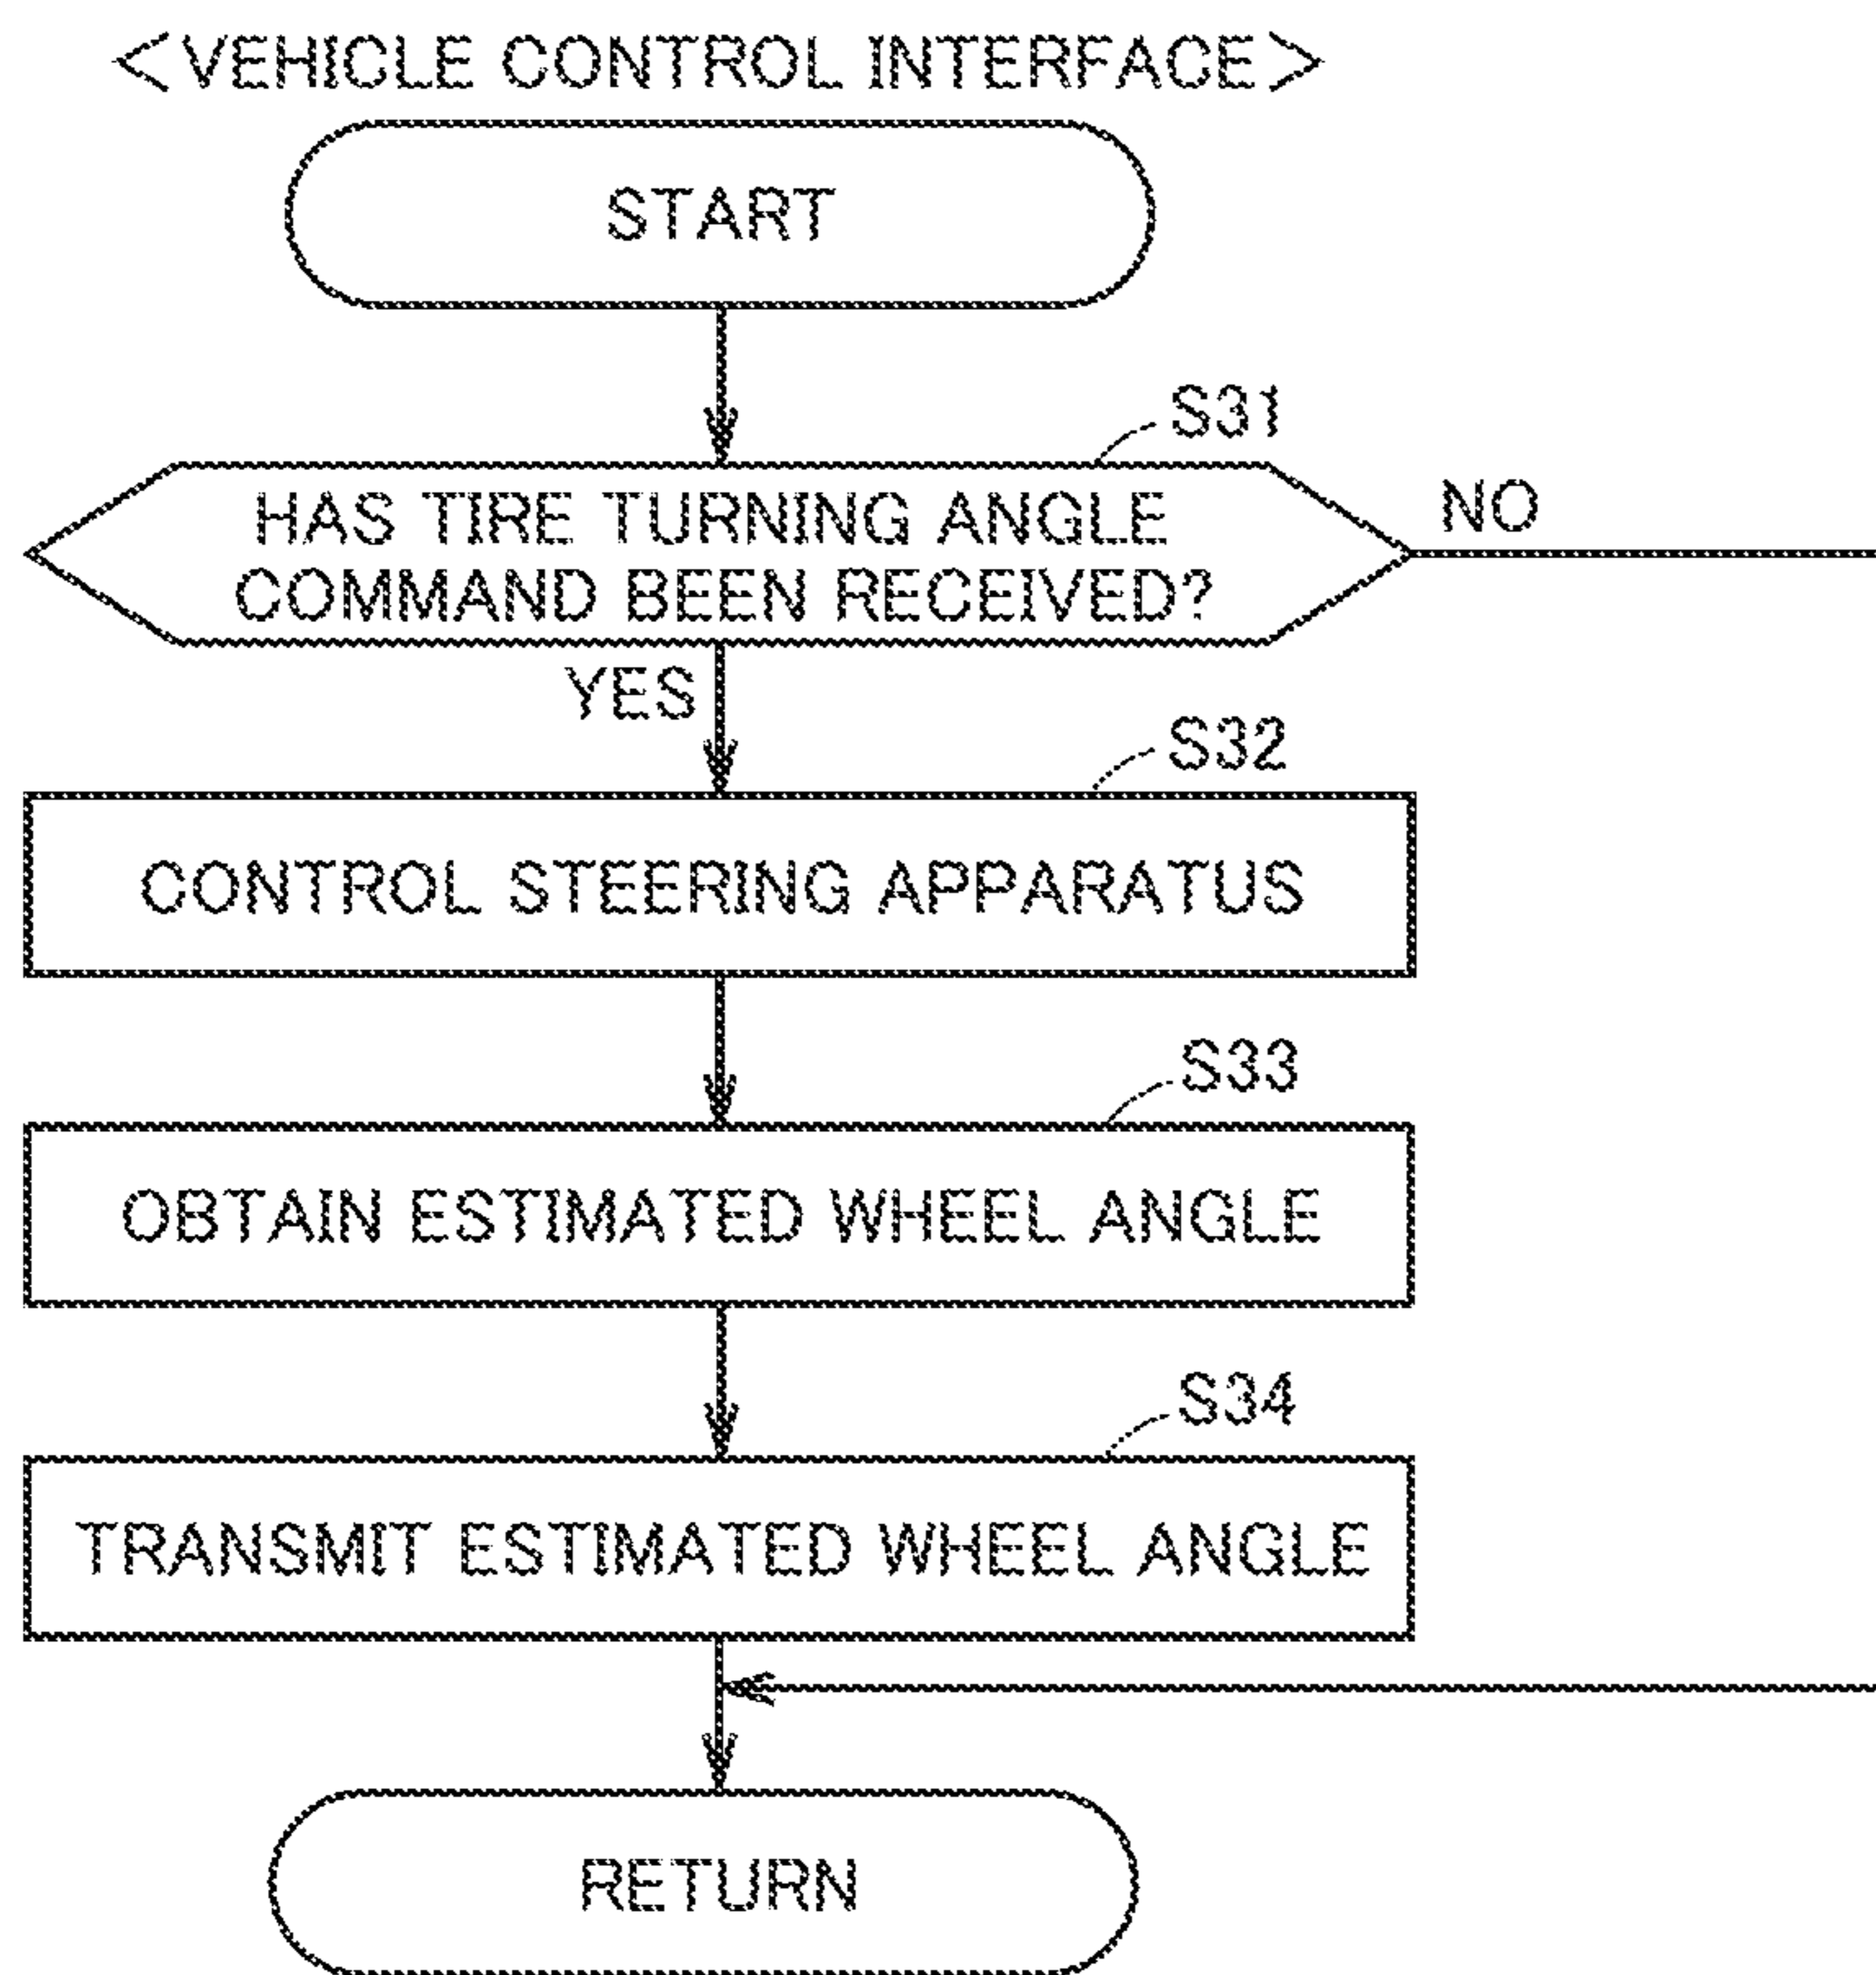 <VEHICLE CONTROL INTERFACE>
START
S31
HAS TIRE TURNING ANGLE
COMMAND BEEN RECEIVED?
NO
YES
S32
CONTROL STEERING APPARATUS
S33
OBTAIN ESTIMATED WHEEL ANGLE
S34
TRANSMIT ESTIMATED WHEEL ANGLE
RETURN